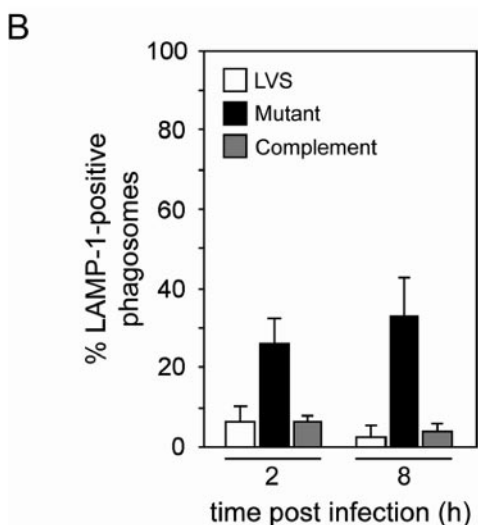 B
100
80
60
40
20
0
% LAMP-1-positive
phagosomes
LVS
Mutant
Complement
2 8
time post infection (h)